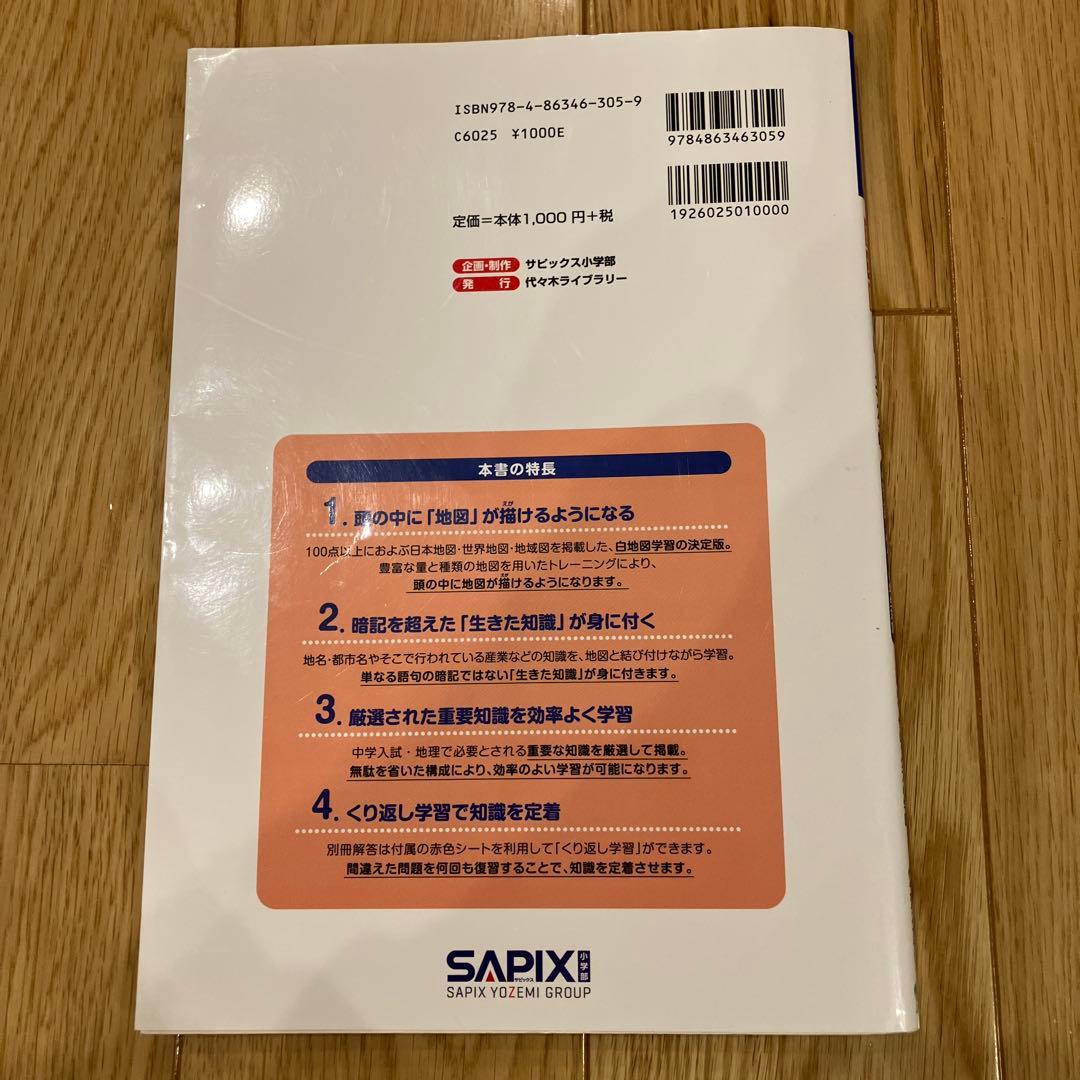 ISBN978-4-86346-305-9
9784863463059
C6025 ¥1000E
1926025010000
定価=本体1,000円+税
企画・制作 サピックス小学部
発行 代々木ライブラリー
本書の特長
1. 頭の中に「地図」が描けるようになる
えが
100点以上におよぶ日本地図・世界地図・地域図を掲載した、白地図学習の決定版。
豊富な量と種類の地図を用いたトレーニングにより、
頭の中に地図が描けるようになります。
えが
2. 暗記を超えた「生きた知識」が身に付く
地名・都市名やそこで行われている産業などの知識を、地図と結び付けながら学習。
単なる語句の暗記ではない「生きた知識」が身に付きます。
3. 厳選された重要知識を効率よく学習
中学入試・地理で必要とされる重要な知識を厳選して掲載。
無駄を省いた構成により、効率のよい学習が可能になります。
4. くり返し学習で知識を定着
別冊解答は付属の赤色シートを利用して「くり返し学習」ができます。
間違えた問題を何回も復習することで、知識を定着させます。
SAPIX 小学部
サピックス
SAPIX YOZEMI GROUP